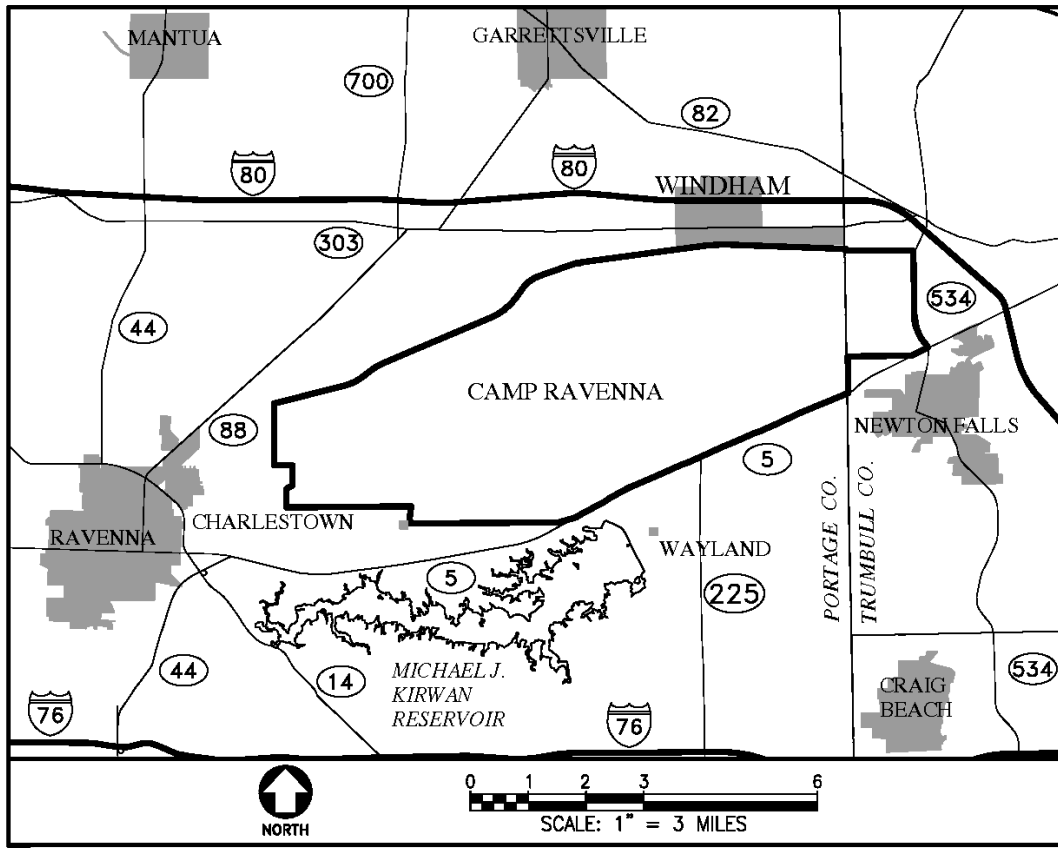 MANTUA
GARRETTSVILLE
700
82
80
80
WINDHAM
303
534
44
CAMP RAVENNA
88
NEWTON FALLS
5
CHARLESTOWN
RAVENNA
WAYLAND
PORTAGE CO.
TRUMBULL CO.
5
225
44
14
MICHAEL J.
KIRWAN
RESERVOIR
534
CRAIG
BEACH
76
76
NORTH
0 1 2 3 6
SCALE: 1" = 3 MILES